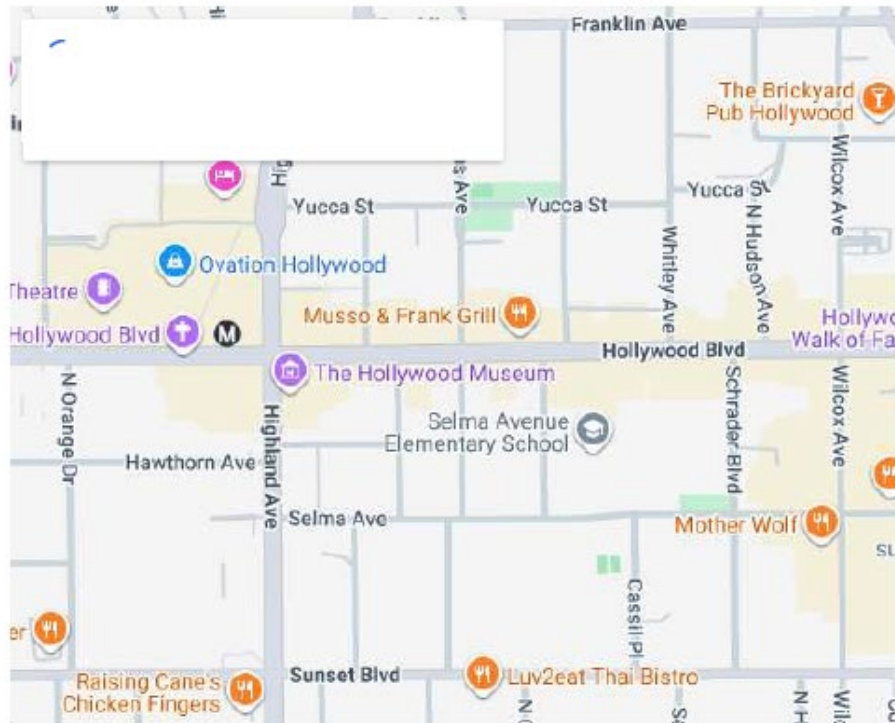 Franklin Ave
The Brickyard
Pub Hollywood
Wilcox Ave
Yucca St
Yucca St
Yucca St
Whitley Ave
N Hudson Ave
Ovation Hollywood
Theatre
Musso & Frank Grill
Hollywood Blvd
M
Walk of
Hollywood Blvd
The Hollywood Museum
N Orange Dr
Highland Ave
Selma Avenue
Elementary School
Schrader Blvd
Wilcox Ave
Hawthorn Ave
Selma Ave
Mother Wolf
Cassil Pl
Sunset Blvd
Luv2eat Thai Bistro
Raising Cane's
Chicken Fingers